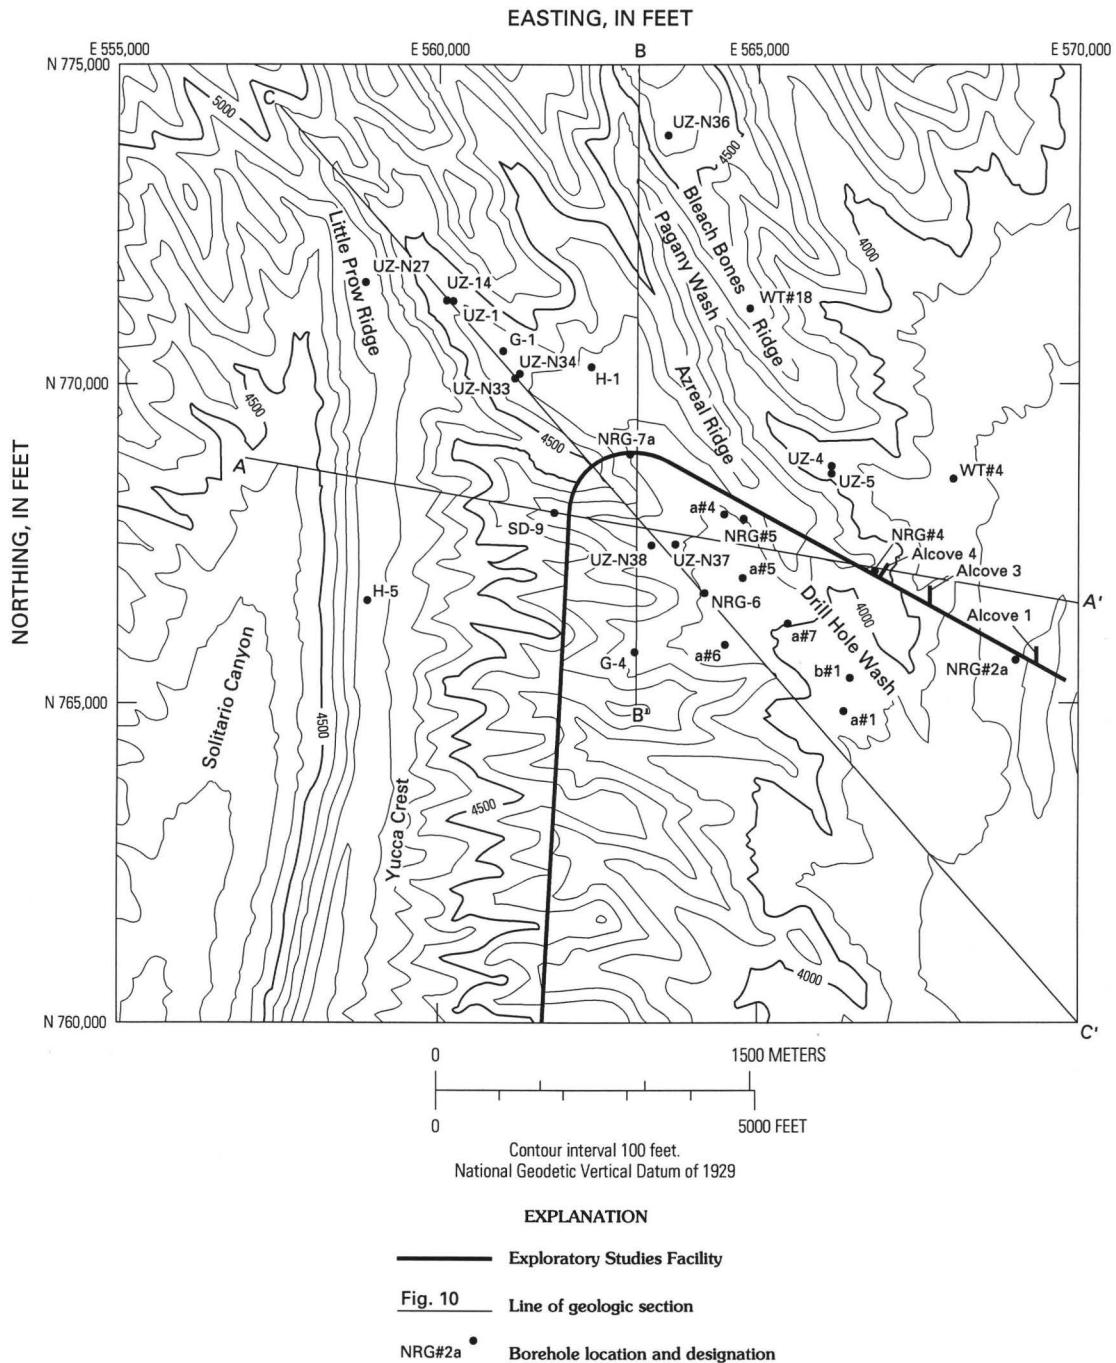 EASTING, IN FEET
E 555,000
E 560,000
B
E 565,000
E 570,000
N 775,000
C
5000
UZ-N36
4500
Bleach Bones Ridge
Pagany Wash
Little Prow Ridge
4000
4500
UZ-N27
UZ-14
UZ-1
WT#18
G-1
UZ-N34
N 770,000
H-1
UZ-N33
Azreal Ridge
4500
4500
NRG-7a
A
UZ-4
UZ-5
WT#4
NORTHING, IN FEET
a#4
NRG#4
SD-9
NRG#5
Alcove 4
UZ-N38
UZ-N37
Alcove 3
a#5
H-5
NRG-6
Drill Hole Wash
4000
A'
Alcove 1
a#7
a#6
G-4
NRG#2a
b#1
N 765,000
Solitario Canyon
4500
B'
a#1
Yucca Crest
4500
4000
N 760,000
C'
0
1500 METERS
0
5000 FEET
Contour interval 100 feet.
National Geodetic Vertical Datum of 1929
EXPLANATION
Exploratory Studies Facility
Fig. 10
Line of geologic section
NRG#2a
Borehole location and designation